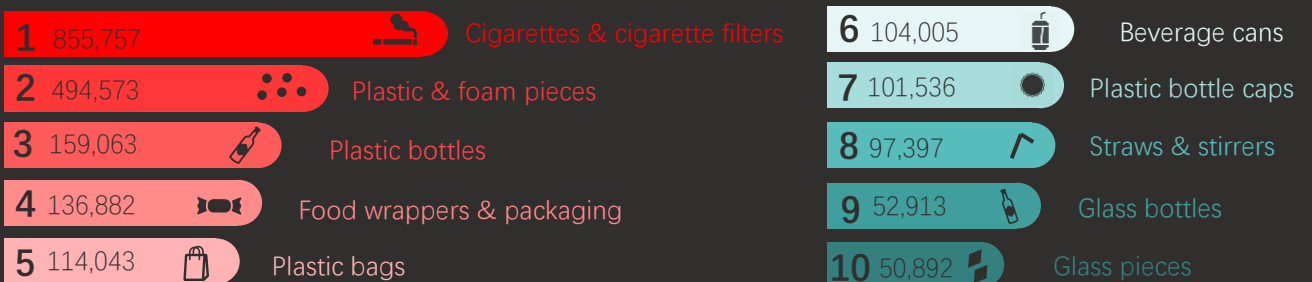 1 855,757 Cigarettes & cigarette filters
2 494,573 Plastic & foam pieces
3 159,063 Plastic bottles
4 136,882 Food wrappers & packaging
5 114,043 Plastic bags
6 104,005 Beverage cans
7 101,536 Plastic bottle caps
8 97,397 Straws & stirrers
9 52,913 Glass bottles
10 50,892 Glass pieces